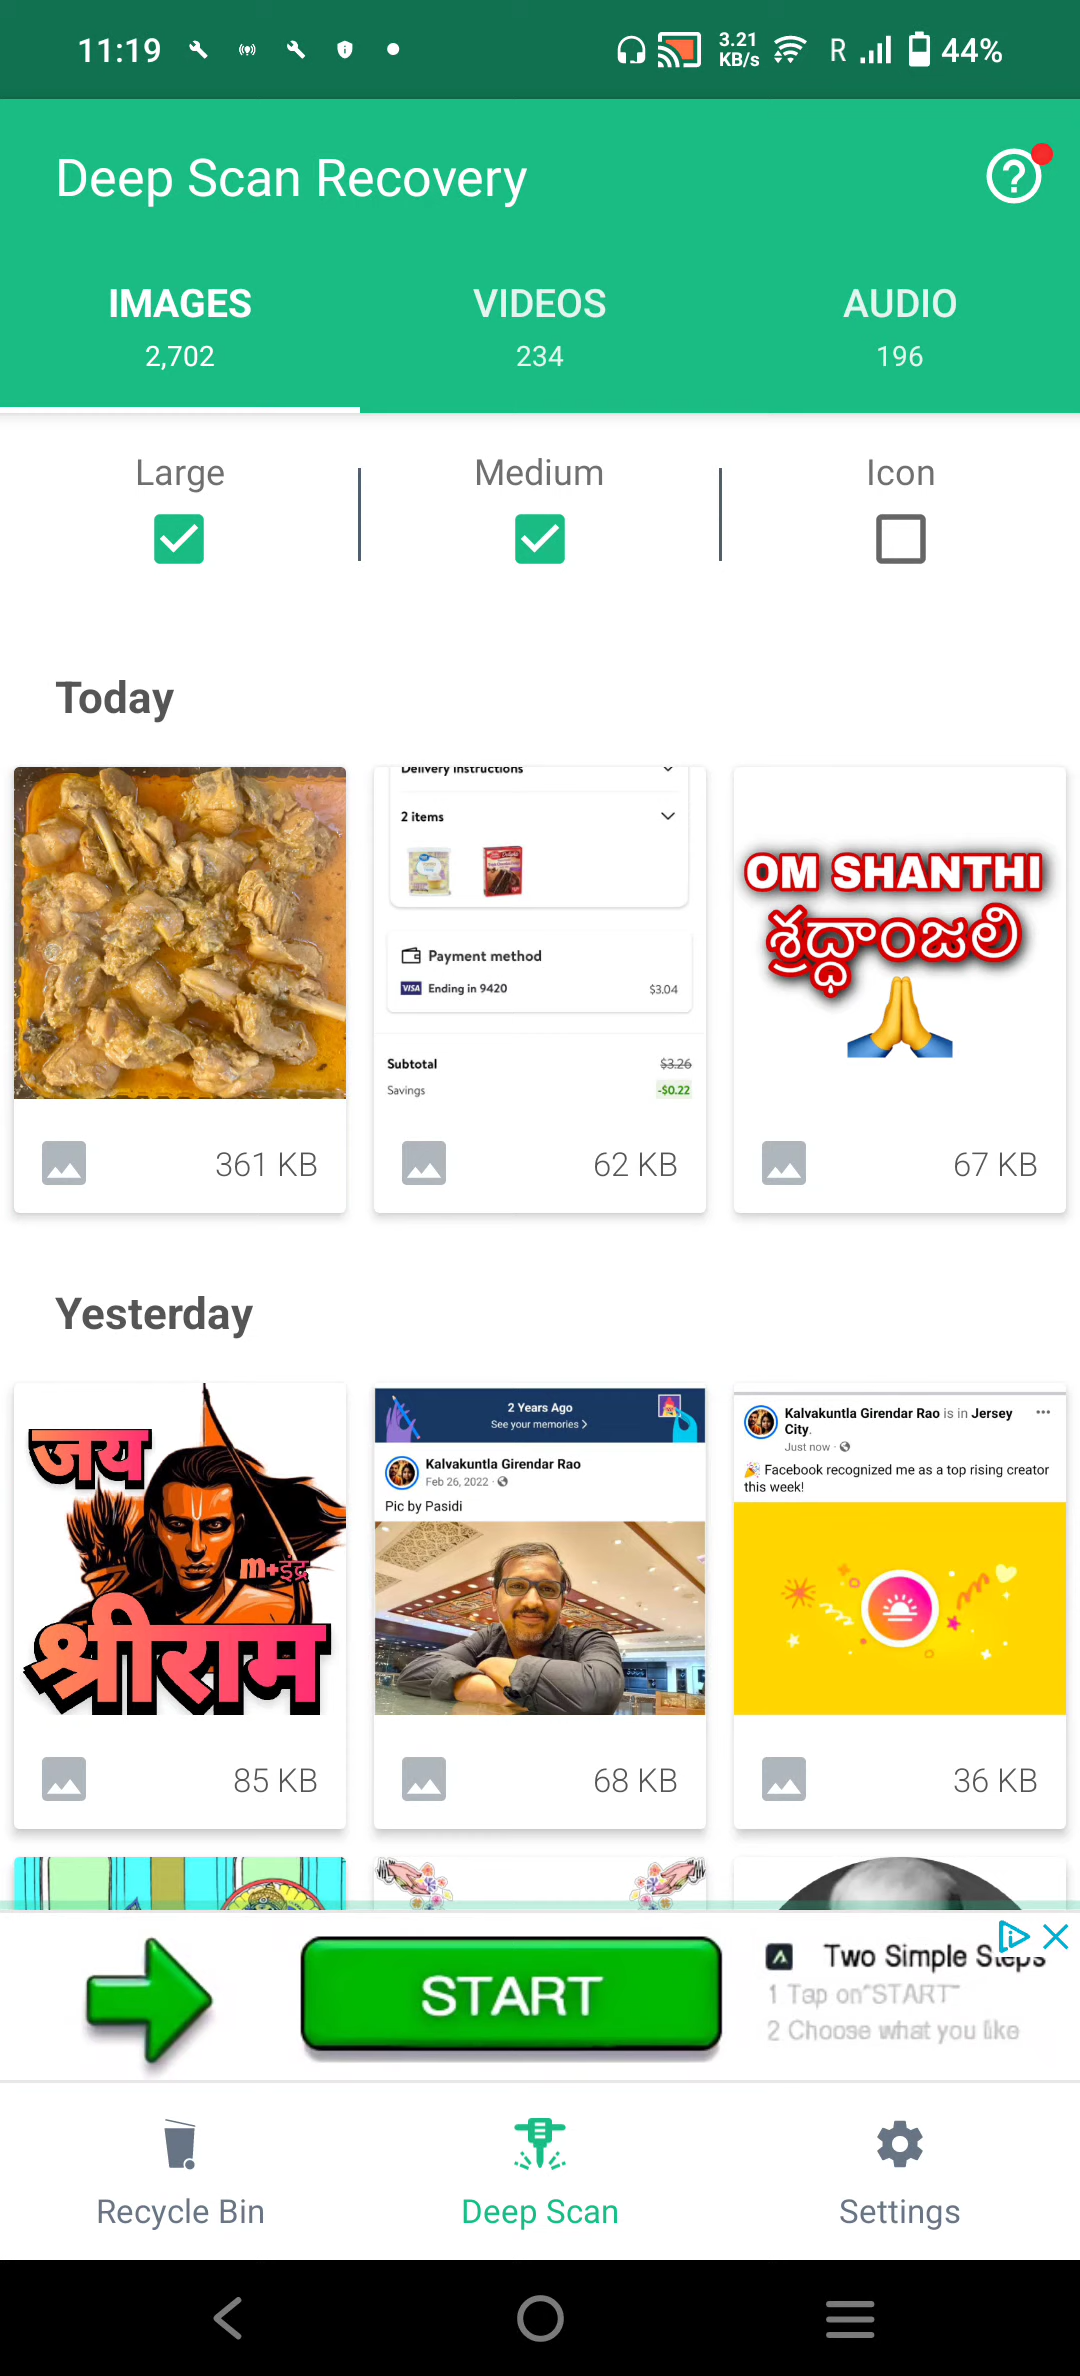 11:19
3.21
KB/s
R
44%
Deep Scan Recovery
IMAGES
VIDEOS
AUDIO
2,702
234
196
Large
Medium
Icon
Today
Delivery instructions
2 items
Payment method
VISA Ending in 9420 $3.04
Subtotal $3.26
Savings -$0.22
OM SHANTHI
శ్రద్ధాంజలి
361 KB
62 KB
67 KB
Yesterday
जय
m+इंद्र
श्रीराम
2 Years Ago
See your memories >
Kalvakuntla Girendar Rao
Feb 26, 2022 ·
Pic by Pasidi
Kalvakuntla Girendar Rao is in Jersey
City.
Just now ·
Facebook recognized me as a top rising creator
this week!
85 KB
68 KB
36 KB
START
Two Simple Steps
1 Tap on "START"
2 Choose what you like
Recycle Bin
Deep Scan
Settings